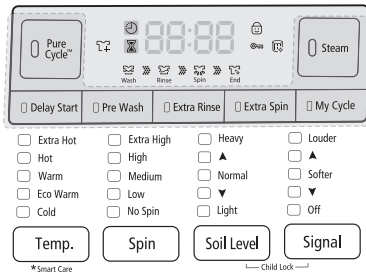 Pure
Cycle™
88:88
Steam
Wash Rinse Spin End
Delay Start Pre Wash Extra Rinse Extra Spin My Cycle
Extra Hot Extra High Heavy Louder
Hot High ▲ ▲
Warm Medium Normal Softer
Eco Warm Low ▼ ▼
Cold No Spin Light Off
Temp. Spin Soil Level Signal
*Smart Care Child Lock